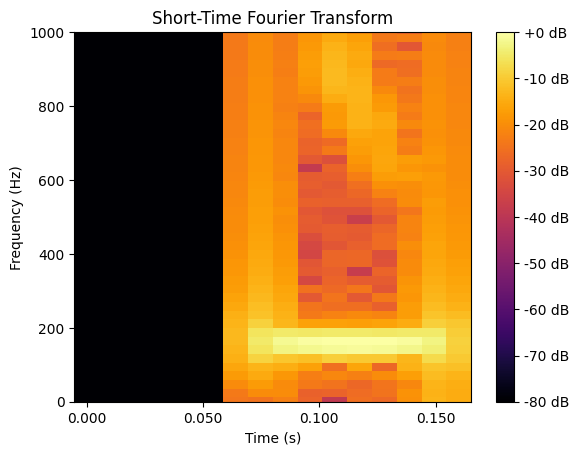 Short-Time Fourier Transform
1000
800
600
400
200
0
Frequency (Hz)
0.000
0.050
0.100
0.150
Time (s)
+0 dB
-10 dB
-20 dB
-30 dB
-40 dB
-50 dB
-60 dB
-70 dB
-80 dB